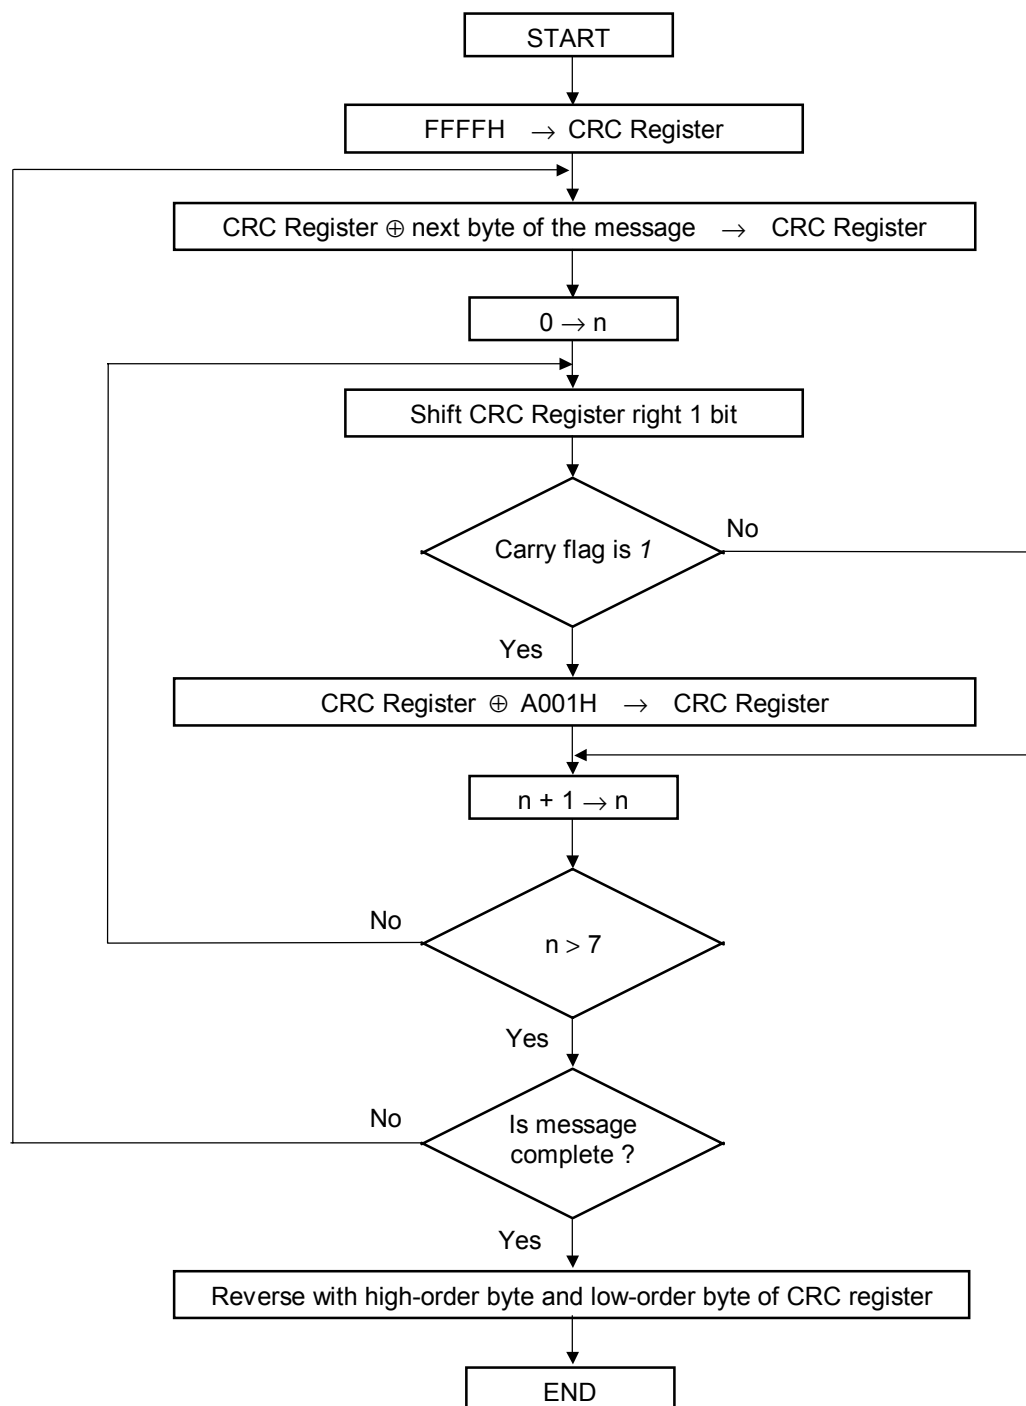 START
FFFFH → CRC Register
CRC Register ⊕ next byte of the message → CRC Register
0 → n
Shift CRC Register right 1 bit
No
Carry flag is 1
Yes
CRC Register ⊕ A001H → CRC Register
n + 1 → n
No
n > 7
Yes
No
Is message
complete ?
Yes
Reverse with high-order byte and low-order byte of CRC register
END